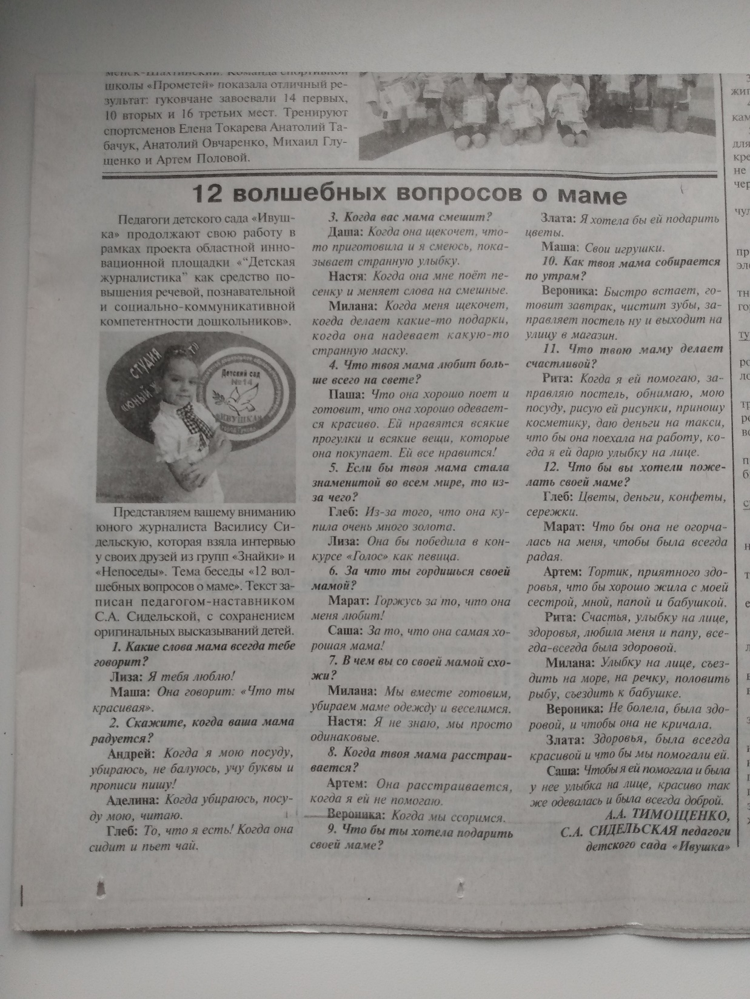 школы «Прометей» показала отличный ре-
зультат: гуковчане завоевали 14 первых,
10 вторых и 16 третьих мест. Тренируют
спортсменов Елена Токарева Анатолий Та-
бачук, Анатолий Овчаренко, Михаил Глу-
щенко и Артем Половой.
12 волшебных вопросов о маме
Педагоги детского сада «Ивуш-
ка» продолжают свою работу в
рамках проекта областной инно-
вационной площадки «“Детская
журналистика” как средство по-
вышения речевой, познавательной
и социально-коммуникативной
компетентности дошкольников».
СТУДИЯ
«ЮНЫЙ Ж
Т»
Детский сад
№14
«ИВУШКА»
город Гуково
Представляем вашему вниманию
юного журналиста Василису Си-
дельскую, которая взяла интервью
у своих друзей из групп «Знайки» и
«Непоседы». Тема беседы «12 вол-
шебных вопросов о маме». Текст за-
писан педагогом-наставником
С.А. Сидельской, с сохранением
оригинальных высказываний детей.
1. Какие слова мама всегда тебе
говорит?
Лиза: Я тебя люблю!
Маша: Она говорит: «Что ты
красивая».
2. Скажите, когда ваша мама
радуется?
Андрей: Когда я мою посуду,
убираюсь, не балуюсь, учу буквы и
прописи пишу!
Аделина: Когда убираюсь, посу-
ду мою, читаю.
Глеб: То, что я есть! Когда она
сидит и пьет чай.
3. Когда вас мама смешит?
Даша: Когда она щекочет, что-
то приготовила и я смеюсь, пока-
зывает странную улыбку.
Настя: Когда она мне поёт пе-
сенку и меняет слова на смешные.
Милана: Когда меня щекочет,
когда делает какие-то подарки,
когда она надевает какую-то
странную маску.
4. Что твоя мама любит боль-
ше всего на свете?
Паша: Что она хорошо поет и
готовит, что она хорошо одевает-
ся красиво. Ей нравятся всякие
прогулки и всякие вещи, которые
она покупает. Ей все нравится!
5. Если бы твоя мама стала
знаменитой во всем мире, то из-
за чего?
Глеб: Из-за того, что она ку-
пила очень много золота.
Лиза: Она бы победила в кон-
курсе «Голос» как певица.
6. За что ты гордишься своей
мамой?
Марат: Горжусь за то, что она
меня любит!
Саша: За то, что она самая хо-
рошая мама!
7. В чем вы со своей мамой схо-
жи?
Милана: Мы вместе готовим,
убираем маме одежду и веселимся.
Настя: Я не знаю, мы просто
одинаковые.
8. Когда твоя мама расстраи-
вается?
Артем: Она расстраивается,
когда я ей не помогаю.
Вероника: Когда мы ссоримся.
9. Что бы ты хотела подарить
своей маме?
Злата: Я хотела бы ей подарить
цветы.
Маша: Свои игрушки.
10. Как твоя мама собирается
по утрам?
Вероника: Быстро встает, го-
товит завтрак, чистит зубы, за-
правляет постель ну и выходит на
улицу в магазин.
11. Что твою маму делает
счастливой?
Рита: Когда я ей помогаю, за-
правляю постель, обнимаю, мою
посуду, рисую ей рисунки, приношу
косметику, даю деньги на такси,
что бы она поехала на работу, ко-
гда я ей дарю улыбку на лице.
12. Что бы вы хотели поже-
лать своей маме?
Глеб: Цветы, деньги, конфеты,
сережки.
Марат: Что бы она не огорча-
лась на меня, чтобы была всегда
радая.
Артем: Тортик, приятного здо-
ровья, что бы хорошо жила с моей
сестрой, мной, папой и бабушкой.
Рита: Счастья, улыбку на лице,
здоровья, любила меня и папу, все-
гда-всегда была здоровой.
Милана: Улыбку на лице, съез-
дить на море, на речку, половить
рыбу, съездить к бабушке.
Вероника: Не болела, была здо-
ровой, и чтобы она не кричала.
Злата: Здоровья, была всегда
красивой и что бы мы помогали ей.
Саша: Чтобы я ей помогала и была
у нее улыбка на лице, красиво так
же одевалась и была всегда доброй.
А.А. ТИМОЩЕНКО,
С.А. СИДЕЛЬСКАЯ педагоги
детского сада «Ивушка»